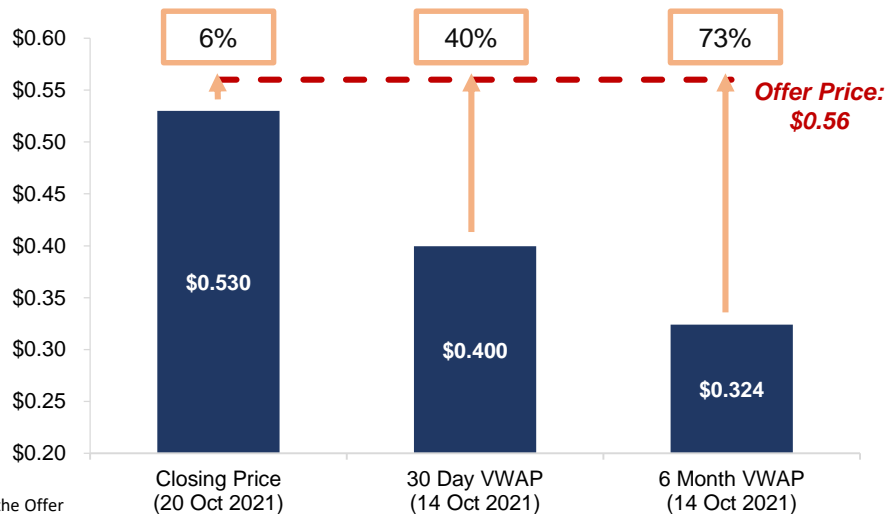 6%
40%
73%
$0.60
$0.55
$0.50
$0.45
$0.40
$0.35
$0.30
$0.25
$0.20
Offer Price:
$0.56
$0.530
$0.400
$0.324
Closing Price
(20 Oct 2021)
30 Day VWAP
(14 Oct 2021)
6 Month VWAP
(14 Oct 2021)
the Offer